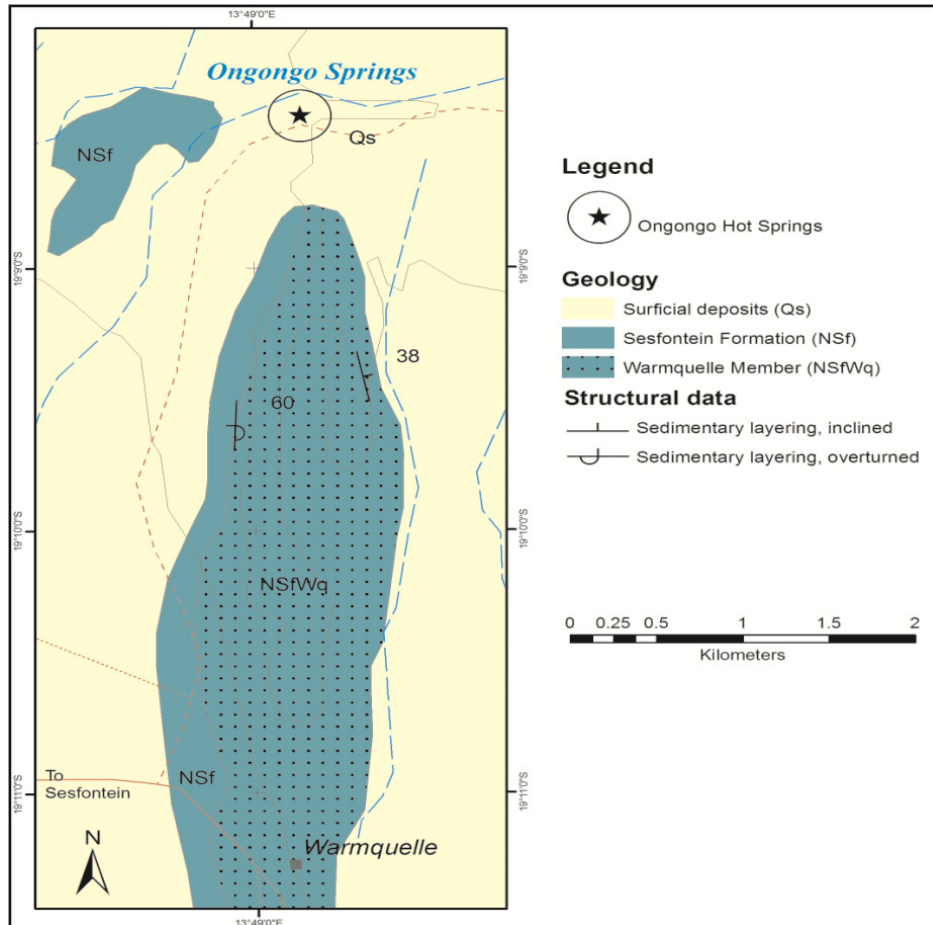 13°49'0"E
Ongongo Springs
NSf
Qs
19°9'0"S
19°9'0"S
38
60
19°10'0"S
19°10'0"S
NSfWq
NSf
To
Sesfontein
19°11'0"S
19°11'0"S
Warmquelle
N
13°49'0"E
Legend
Ongongo Hot Springs
Geology
Surficial deposits (Qs)
Sesfontein Formation (NSf)
Warmquelle Member (NSfWq)
Structural data
Sedimentary layering, inclined
Sedimentary layering, overturned
0 0.25 0.5 1 1.5 2
Kilometers